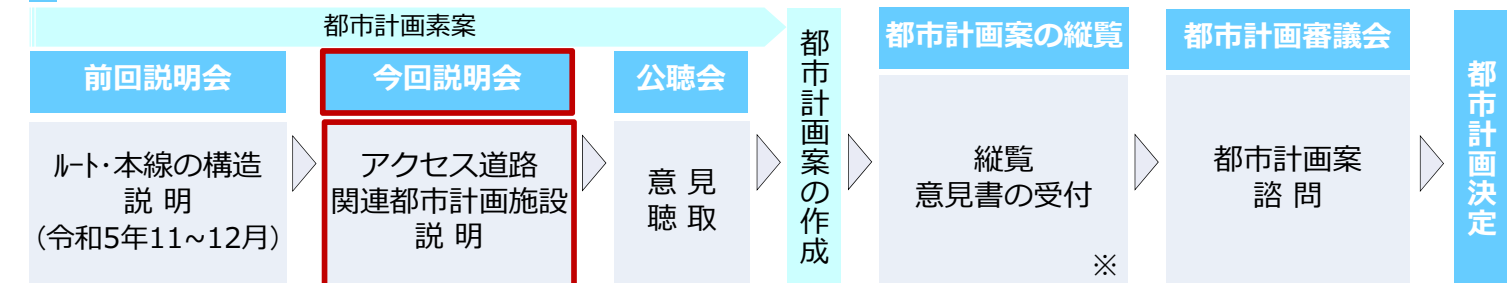 都市計画素案
前回説明会
ルート・本線の構造
説 明
（令和5年11~12月）
今回説明会
アクセス道路
関連都市計画施設
説 明
公聴会
意 見
聴 取
都市計画案の作成
都市計画案の縦覧
縦覧
意見書の受付
※
都市計画審議会
都市計画案
諮 問
都市計画決定